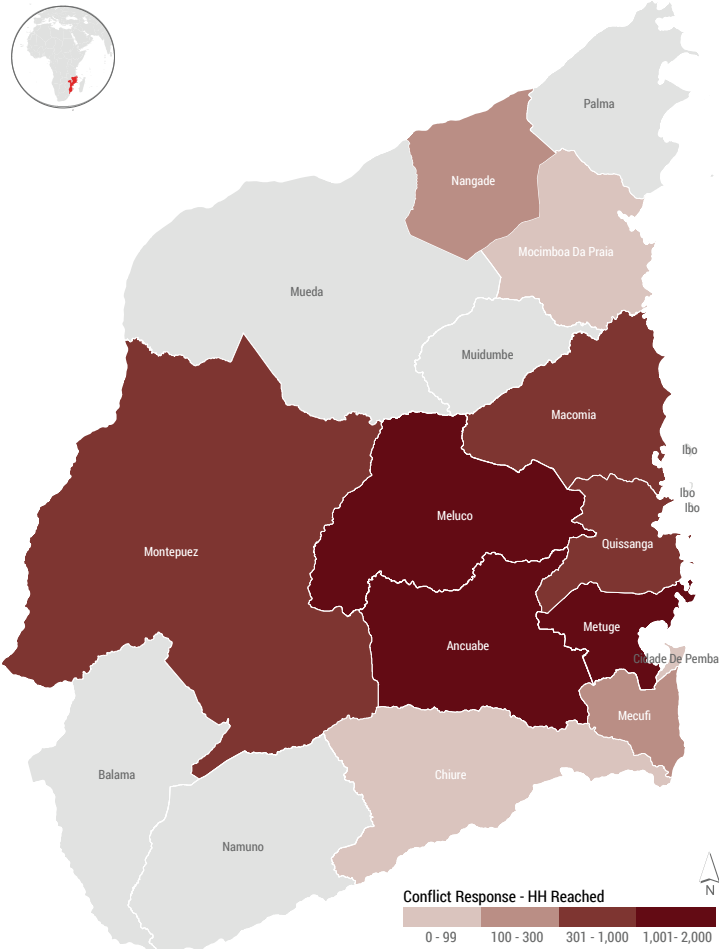 Palma
Nangade
Mocimboa Da Praia
Mueda
Muidumbe
Macomia
Ibo
Ibo
Ibo
Meluco
Quissanga
Montepuez
Metuge
Ancuabe
Cidade De Pemba
Mecufi
Balama
Chiure
Namuno
N
Conflict Response - HH Reached
0 - 99 100 - 300 301 - 1,000 1,001- 2,000